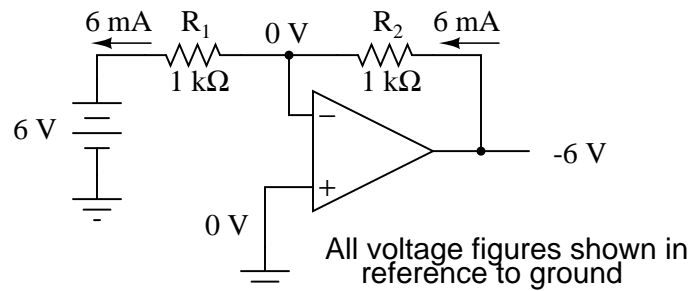 6 mA R1 0 V R2 6 mA
1 kΩ 1 kΩ
6 V
−
+
-6 V
0 V
All voltage figures shown in
reference to ground